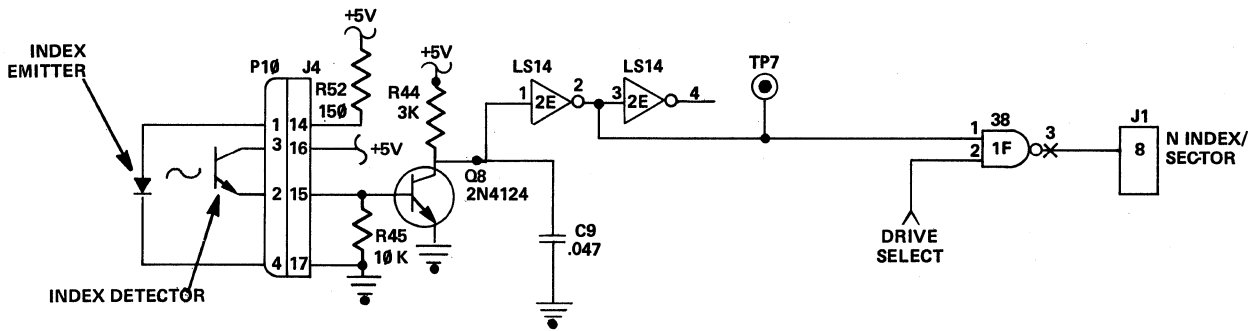 INDEX
EMITTER
P10
J4
+5V
R52
150
+5V
R44
3K
1
14
3
16
+5V
2
15
4
17
INDEX DETECTOR
R45
10 K
Q8
2N4124
C9
.047
LS14
1
2E
2
LS14
3
2E
4
TP7
38
1
2
1F
3
DRIVE
SELECT
J1
8
N INDEX/
SECTOR